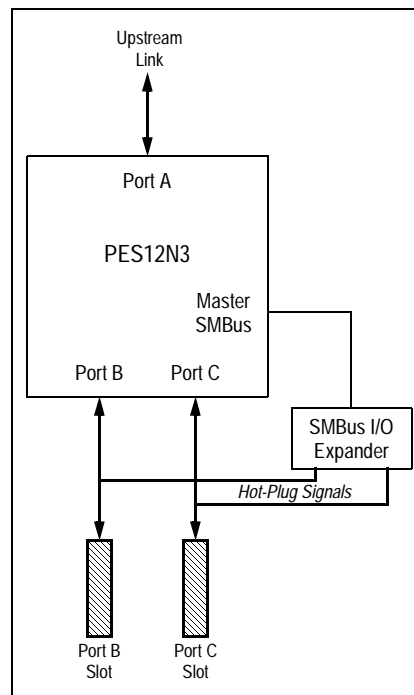 Upstream
Link
Port A
PES12N3
Master
SMBus
Port B
Port C
SMBus I/O
Expander
Hot-Plug Signals
Port B
Slot
Port C
Slot